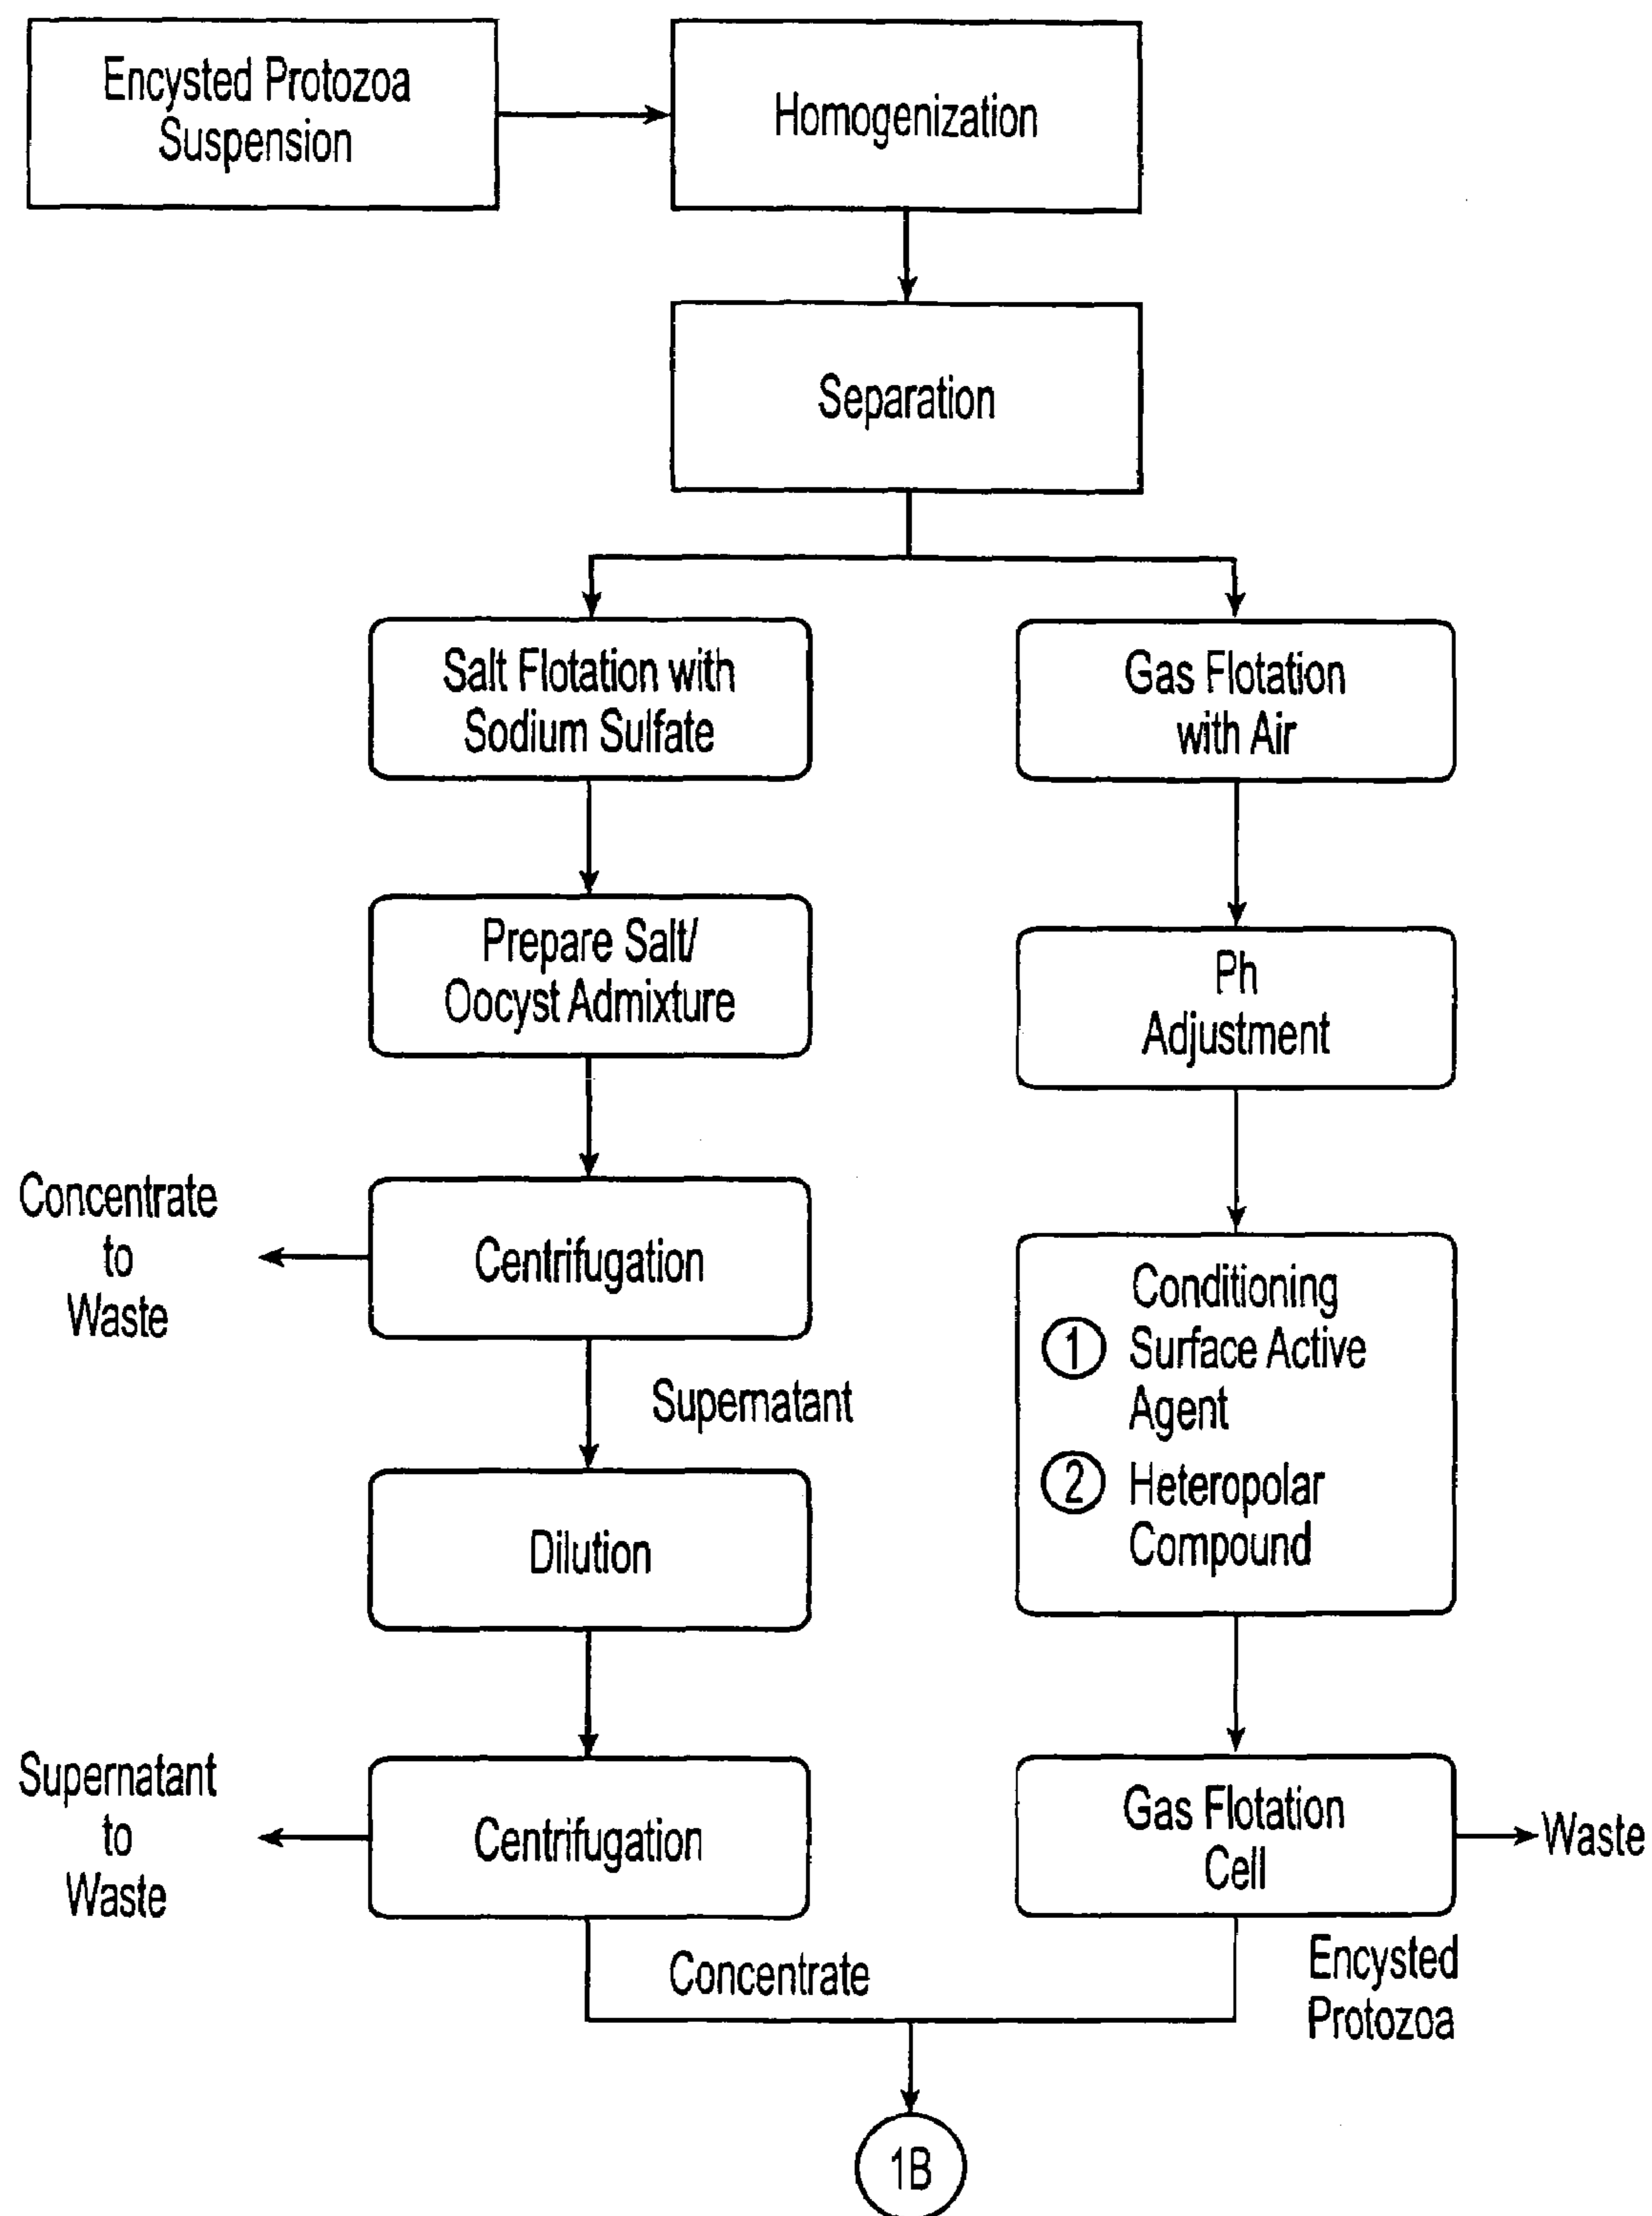 Encysted Protozoa
Suspension
Homogenization
Separation
Salt Flotation with
Sodium Sulfate
Gas Flotation
with Air
Prepare Salt/
Oocyst Admixture
Ph
Adjustment
Concentrate
to
Waste
Centrifugation
Conditioning
1 Surface Active
Agent
2 Heteropolar
Compound
Supernatant
Dilution
Supernatant
to
Waste
Centrifugation
Gas Flotation
Cell
Waste
Concentrate
Encysted
Protozoa
1B